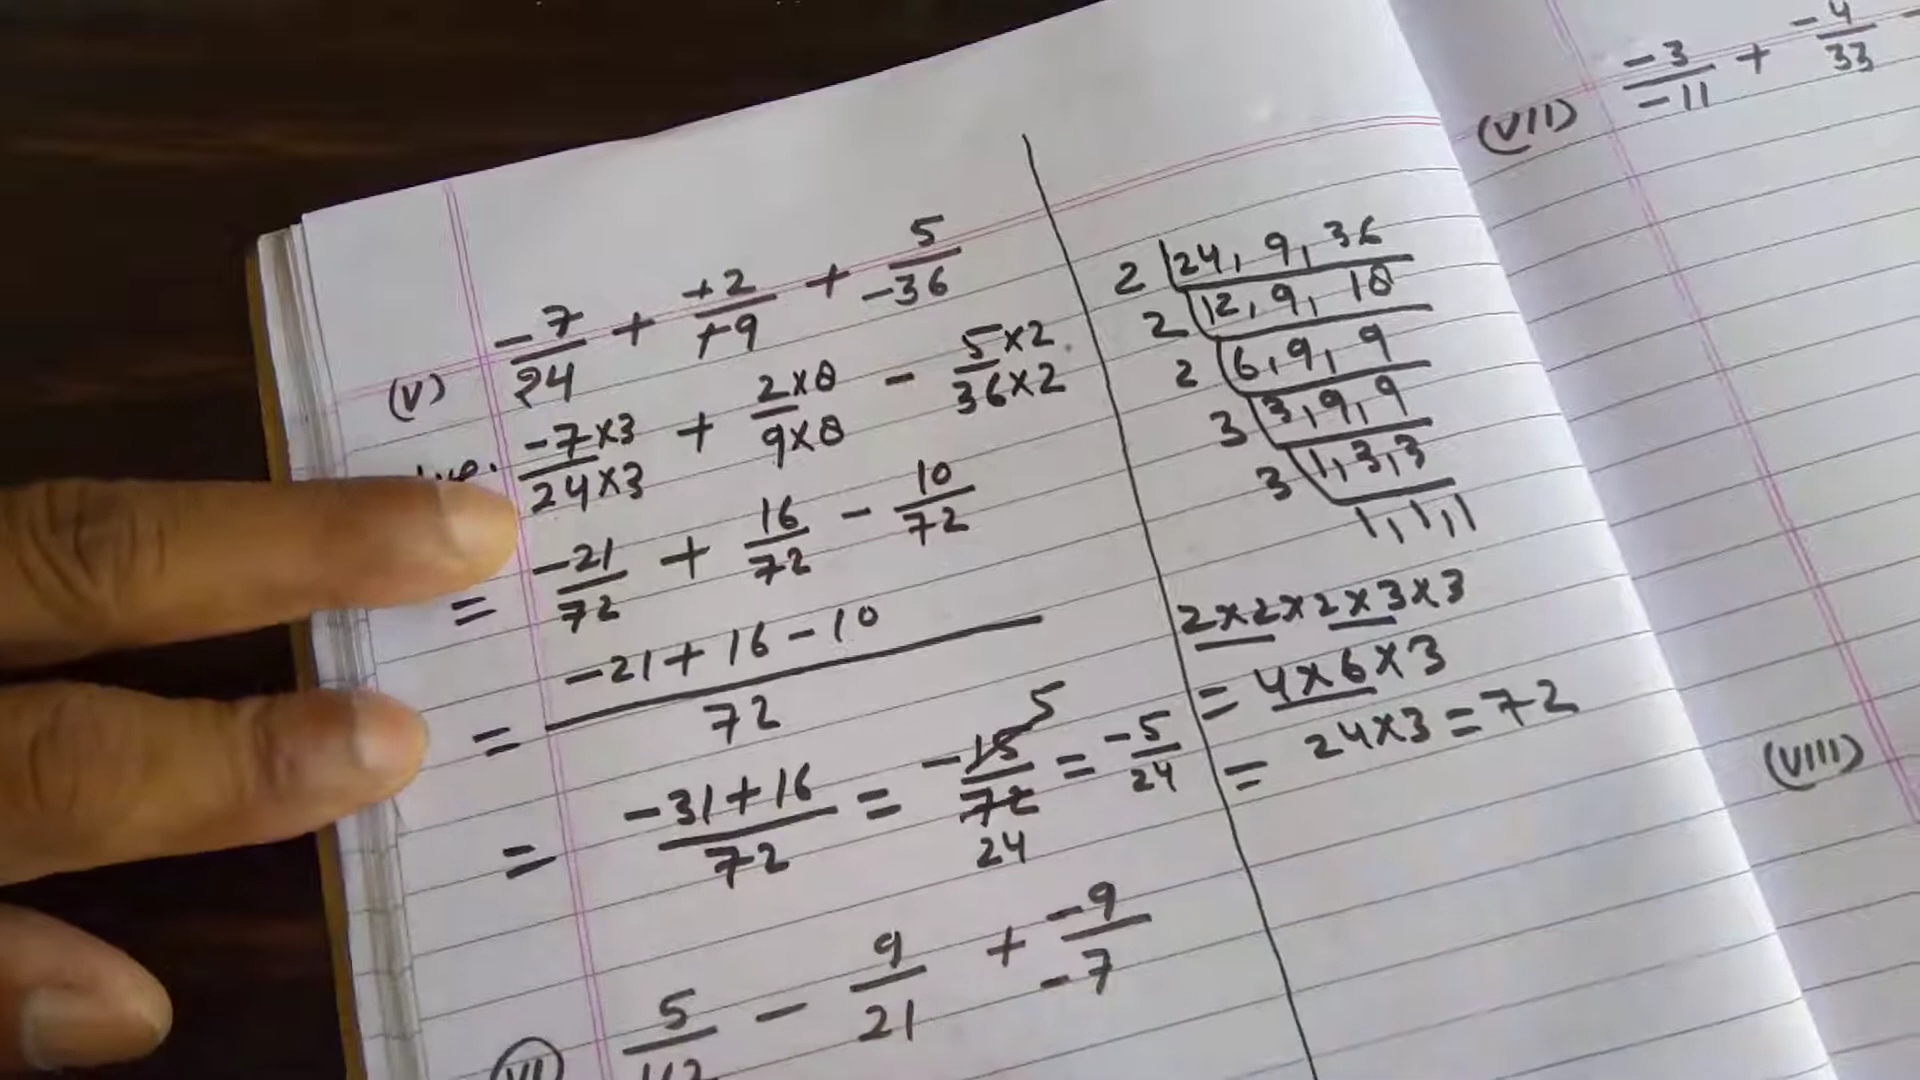 (V) -7/24 + +2/+9 + 5/-36
-7×3/24×3 + 2×8/9×8 - 5×2/36×2
= -21/72 + 16/72 - 10/72
= -21+16-10/72
= -31+16/72 = -15/72 5 24 = -5/24
5/ - 9/21 + -9/-7
2 | 24, 9, 36
2 | 12, 9, 18
2 | 6, 9, 9
3 | 3, 9, 9
3 | 1, 3, 3
1, 1, 1
2×2×2×3×3
= 4×6×3
= 24×3=72
(VII) -3/-11 + -4/33
(VIII)